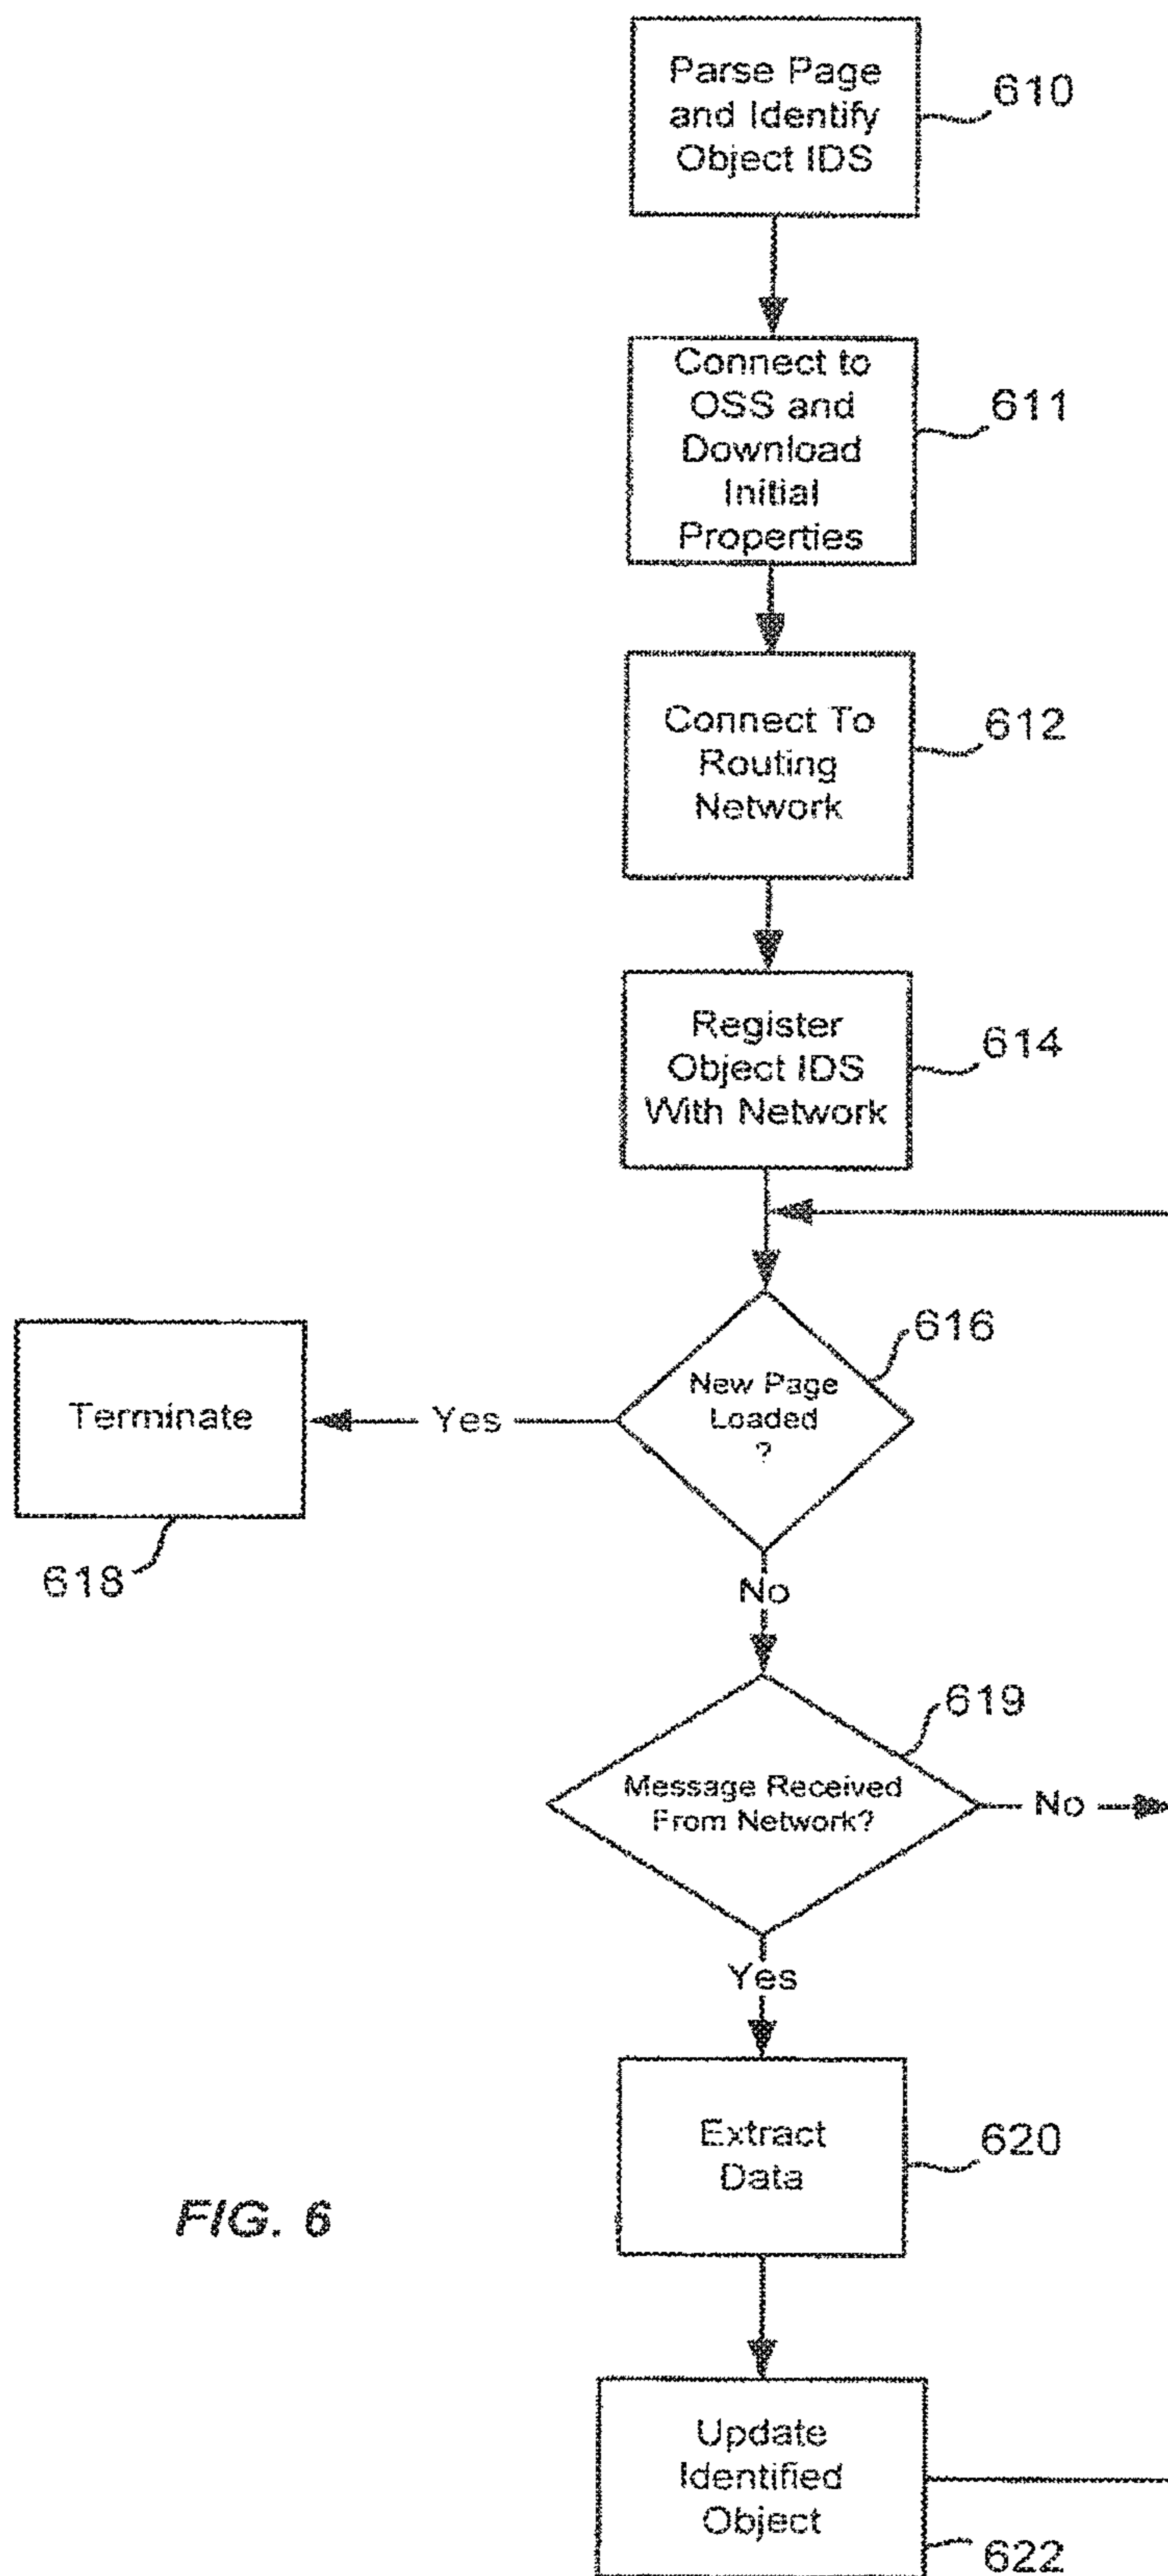 Parse Page
and Identify
Object IDS
610
Connect to
OSS and
Download
Initial
Properties
611
Connect To
Routing
Network
612
Register
Object IDS
With Network
614
New Page
Loaded
?
616
Yes
Terminate
618
No
Message Received
From Network?
619
No
Yes
Extract
Data
620
FIG. 6
Update
Identified
Object
622